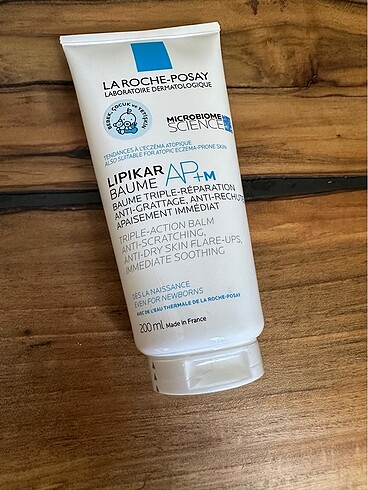 LA ROCHE-POSAY
LABORATOIRE DERMATOLOGIQUE
BEBEK, ÇOCUK ve YETİŞKİN
MICROBIOME
SCIENCE
TENDANCES À L'ECZÉMA ATOPIQUE
ALSO SUITABLE FOR ATOPIC ECZEMA-PRONE SKIN
LIPIKAR
BAUME AP+M
BAUME TRIPLE-RÉPARATION
ANTI-GRATTAGE, ANTI-RECHUTE
APAISEMENT IMMÉDIAT
TRIPLE-ACTION BALM
ANTI-SCRATCHING,
ANTI-DRY SKIN FLARE-UPS,
IMMEDIATE SOOTHING
DÈS LA NAISSANCE
EVEN FOR NEWBORNS
AVEC DE L'EAU THERMALE DE LA ROCHE-POSAY
200ml Made in France